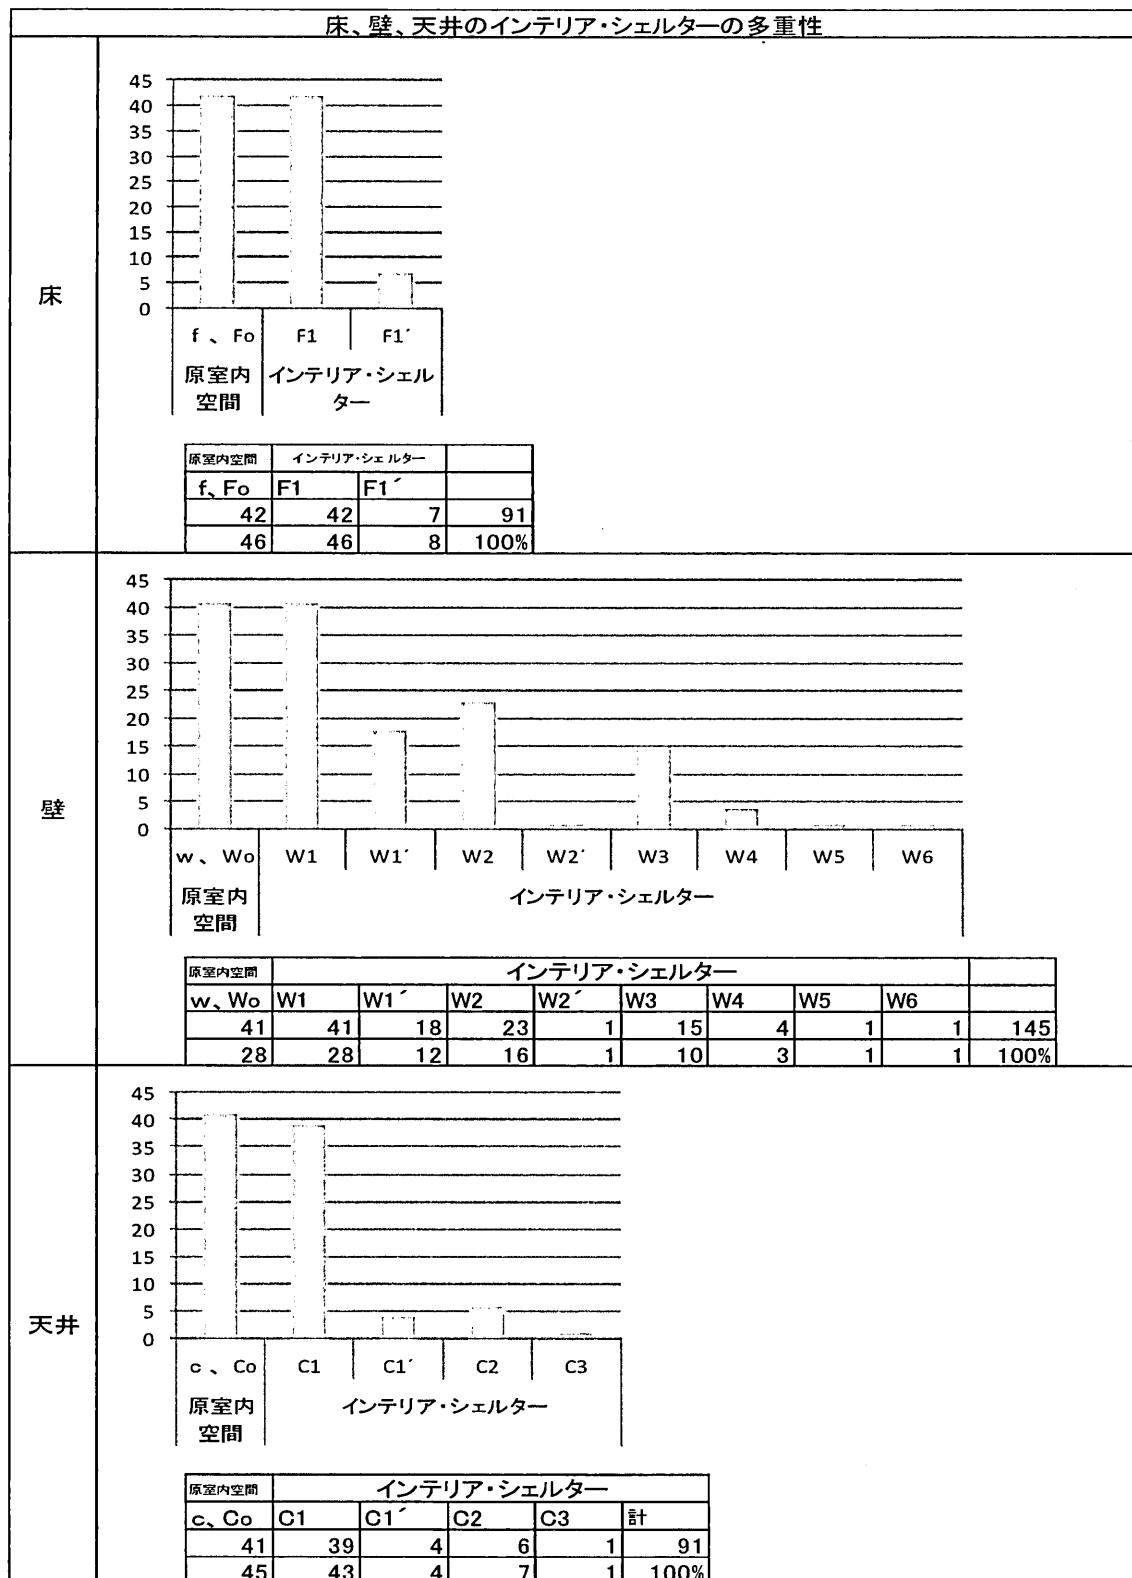 床、壁、天井のインテリア・シェルターの多重性
床
45
40
35
30
25
20
15
10
5
0
f 、 Fo F1 F1´
原室内空間 インテリア・シェルター
原室内空間 インテリア・シェルター
f、Fo F1 F1´
42 42 7 91
46 46 8 100%
壁
45
40
35
30
25
20
15
10
5
0
w 、 Wo W1 W1´ W2 W2´ W3 W4 W5 W6
原室内空間 インテリア・シェルター
原室内空間 インテリア・シェルター
w、Wo W1 W1´ W2 W2´ W3 W4 W5 W6
41 41 18 23 1 15 4 1 1 145
28 28 12 16 1 10 3 1 1 100%
天井
45
40
35
30
25
20
15
10
5
0
c 、 Co C1 C1´ C2 C3
原室内空間 インテリア・シェルター
原室内空間 インテリア・シェルター
c、Co C1 C1´ C2 C3 計
41 39 4 6 1 91
45 43 4 7 1 100%